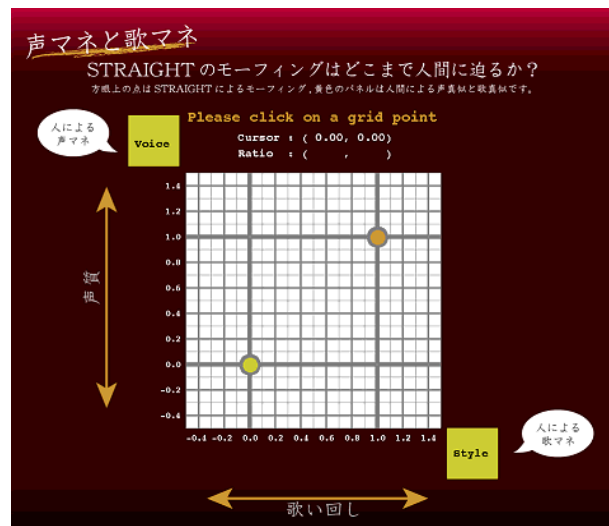 声マネと歌マネ
STRAIGHTのモーフィングはどこまで人間に迫るか？
方眼上の点はSTRAIGHTによるモーフィング，黄色のパネルは人間による声真似と歌真似です。
人による
声マネ
Voice
Please click on a grid point
Cursor : ( 0.00, 0.00)
Ratio : ( , )
1.4
1.2
1.0
0.8
0.6
0.4
0.2
0.0
-0.2
-0.4
声質
-0.4 -0.2 0.0 0.2 0.4 0.6 0.8 1.0 1.2 1.4
Style
人による
歌マネ
歌い回し